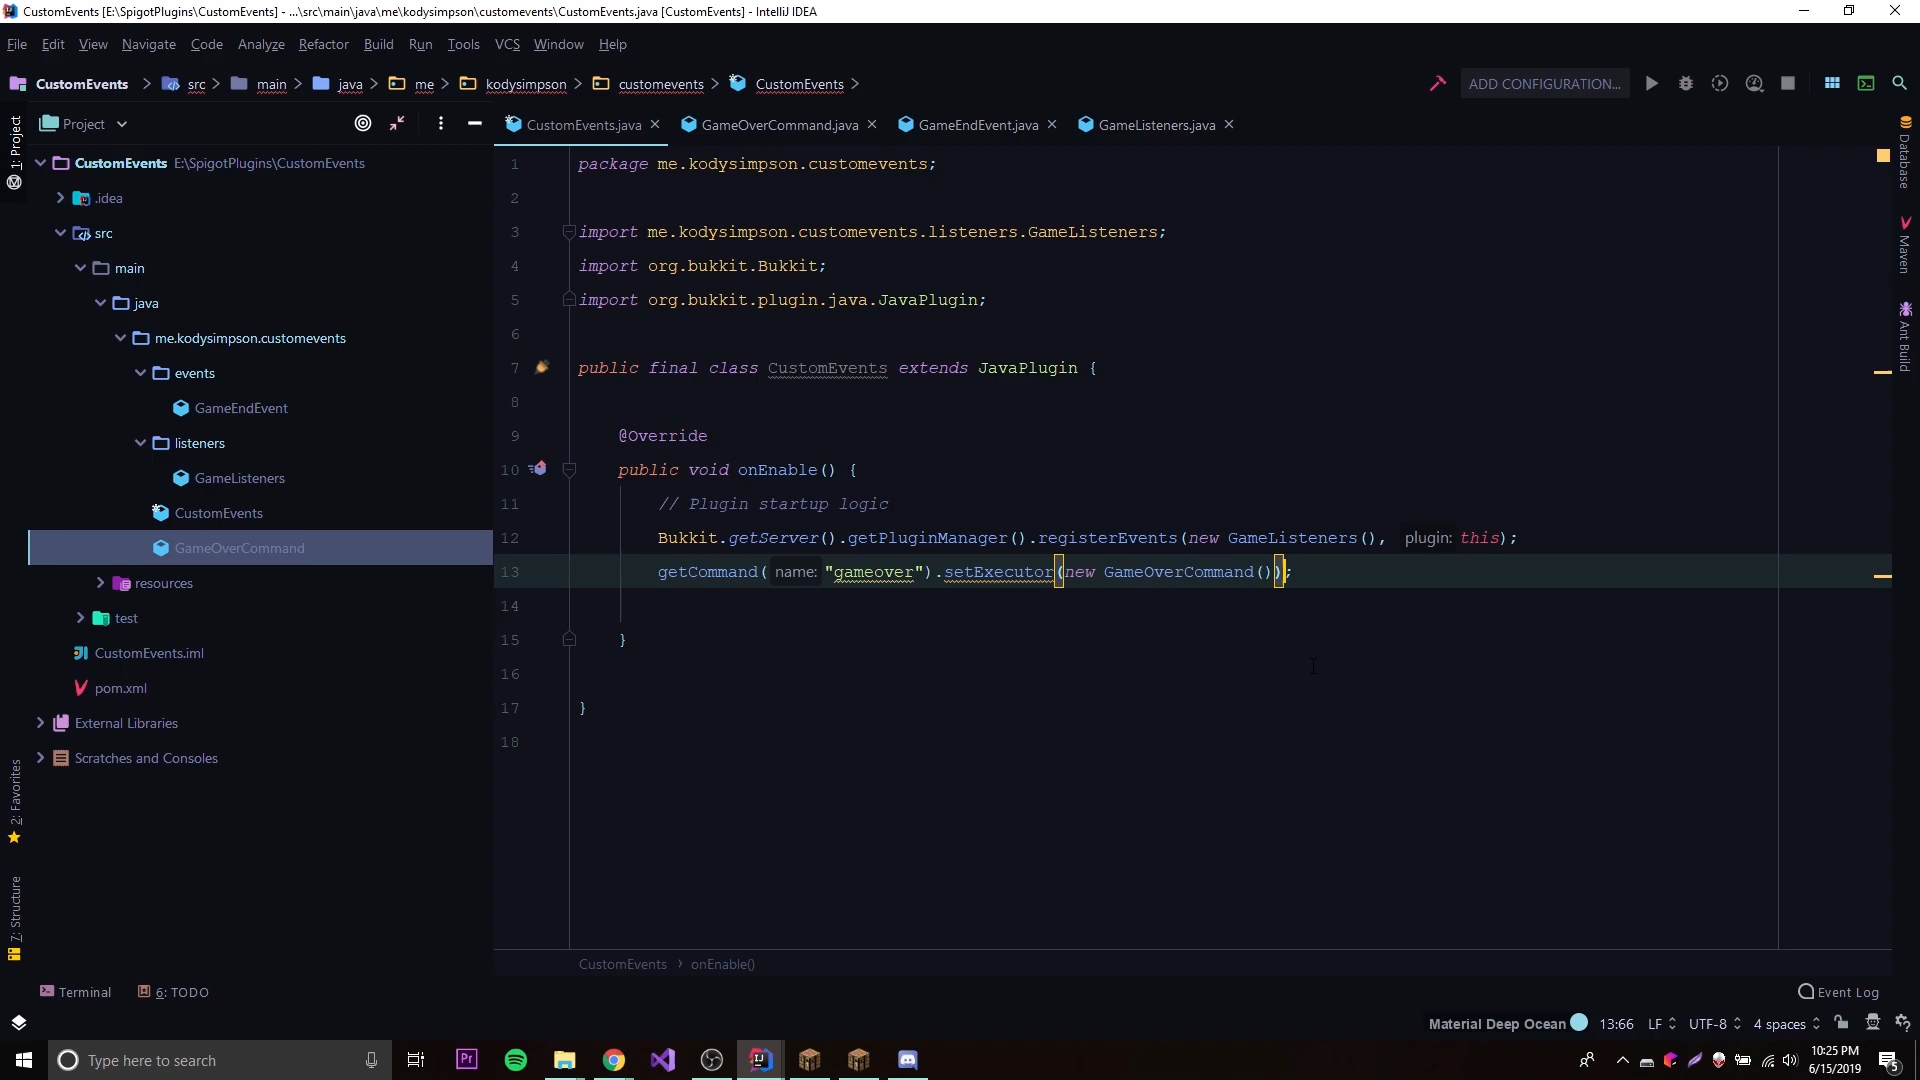 CustomEvents [E:\SpigotPlugins\CustomEvents] - ...\src\main\java\me\kodysimpson\customevents\CustomEvents.java [CustomEvents] - IntelliJ IDEA
File Edit View Navigate Code Analyze Refactor Build Run Tools VCS Window Help
CustomEvents src main java me kodysimpson customevents CustomEvents ADD CONFIGURATION...
Project CustomEvents.java GameOverCommand.java GameEndEvent.java GameListeners.java
1: Project
CustomEvents E:\SpigotPlugins\CustomEvents
.idea
src
main
java
me.kodysimpson.customevents
events
GameEndEvent
listeners
GameListeners
CustomEvents
GameOverCommand
resources
test
CustomEvents.iml
pom.xml
External Libraries
Scratches and Consoles
2: Favorites
7: Structure
1 package me.kodysimpson.customevents;
2
3 import me.kodysimpson.customevents.listeners.GameListeners;
4 import org.bukkit.Bukkit;
5 import org.bukkit.plugin.java.JavaPlugin;
6
7 public final class CustomEvents extends JavaPlugin {
8
9 @Override
10 public void onEnable() {
11 // Plugin startup logic
12 Bukkit.getServer().getPluginManager().registerEvents(new GameListeners(), plugin: this);
13 getCommand( name: "gameover").setExecutor(new GameOverCommand());
14
15 }
16
17 }
18
Database
Maven
Ant Build
CustomEvents › onEnable()
Terminal 6: TODO Event Log
Material Deep Ocean 13:66 LF UTF-8 4 spaces
Type here to search
Pr
IJ
10:25 PM
6/15/2019
5